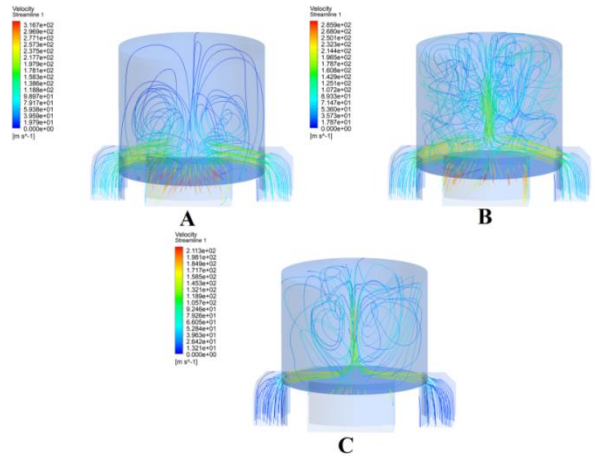 Velocity
Streamline 1
3.167e+02
2.969e+02
2.771e+02
2.573e+02
2.375e+02
2.177e+02
1.979e+02
1.781e+02
1.583e+02
1.386e+02
1.188e+02
9.897e+01
7.917e+01
5.938e+01
3.959e+01
1.979e+01
0.000e+00
[m s^-1]
A
Velocity
Streamline 1
2.859e+02
2.680e+02
2.501e+02
2.323e+02
2.144e+02
1.965e+02
1.787e+02
1.608e+02
1.429e+02
1.251e+02
1.072e+02
8.933e+01
7.147e+01
5.360e+01
3.573e+01
1.787e+01
0.000e+00
[m s^-1]
B
Velocity
Streamline 1
2.113e+02
1.981e+02
1.849e+02
1.717e+02
1.585e+02
1.453e+02
1.321e+02
1.189e+02
1.057e+02
9.246e+01
7.926e+01
6.605e+01
5.284e+01
3.963e+01
2.642e+01
1.321e+01
0.000e+00
[m s^-1]
C